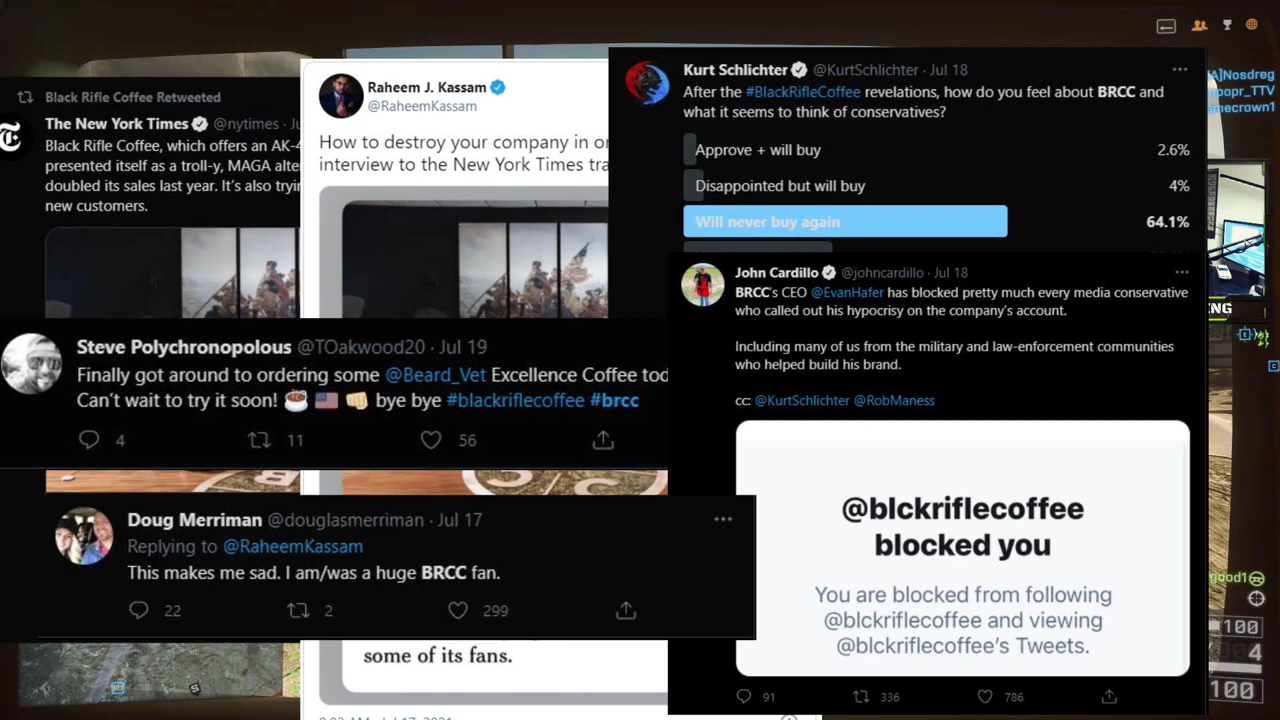 Black Rifle Coffee Retweeted
The New York Times @nytimes ·
Black Rifle Coffee, which offers an
presented itself as a troll-y, MAGA
doubled its sales last year. It's also
new customers.
Raheem J. Kassam
@RaheemKassam
How to destroy your company in
interview to the New York Times
Kurt Schlichter @KurtSchlichter · Jul 18
After the #BlackRifleCoffee revelations, how do you feel about BRCC and
what it seems to think of conservatives?
Approve + will buy 2.6%
Disappointed but will buy 4%
Will never buy again 64.1%
Steve Polychronopolous @TOakwood20 · Jul 19
Finally got around to ordering some @Beard_Vet Excellence Coffee
Can't wait to try it soon! ☕ 🇺🇸 👊🏻 bye bye #blackriflecoffee #brcc
4 11 56
John Cardillo @johncardillo · Jul 18
BRCC's CEO @EvanHafer has blocked pretty much every media conservative
who called out his hypocrisy on the company's account.
Including many of us from the military and law-enforcement communities
who helped build his brand.
cc: @KurtSchlichter @RobManess
@blckriflecoffee
blocked you
You are blocked from following
@blckriflecoffee and viewing
@blckriflecoffee's Tweets.
91 336 786
Doug Merriman @douglasmerriman · Jul 17
Replying to @RaheemKassam
This makes me sad. I am/was a huge BRCC fan.
22 2 299
some of its fans.
A]Nosdreg
_TTV
good1
100
4
100